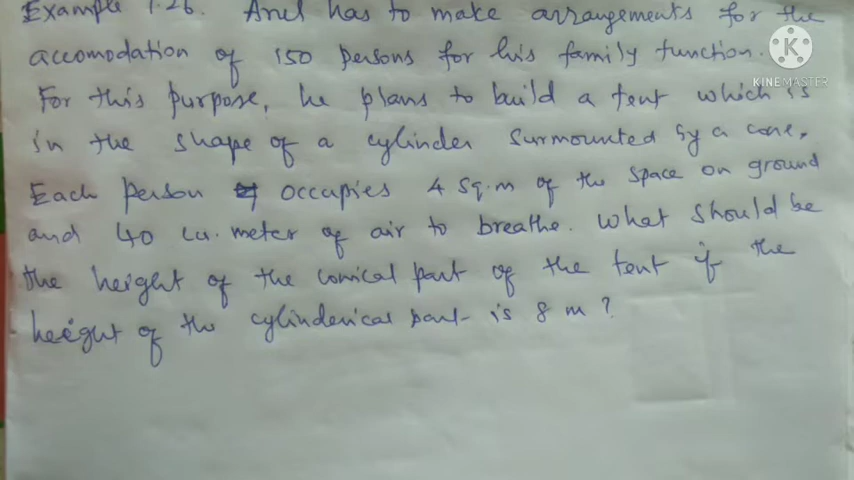 Example 7.26. Arul has to make arrangements for the
accomodation of 150 persons for his family function.
KINEMASTER
For this purpose, he plans to build a tent which is
in the shape of a cylinder surmounted by a cone.
Each person occupies 4 sq.m of the space on ground
and 40 cu. meter of air to breathe. What should be
the height of the conical part of the tent if the
height of the cylinderical part is 8 m?